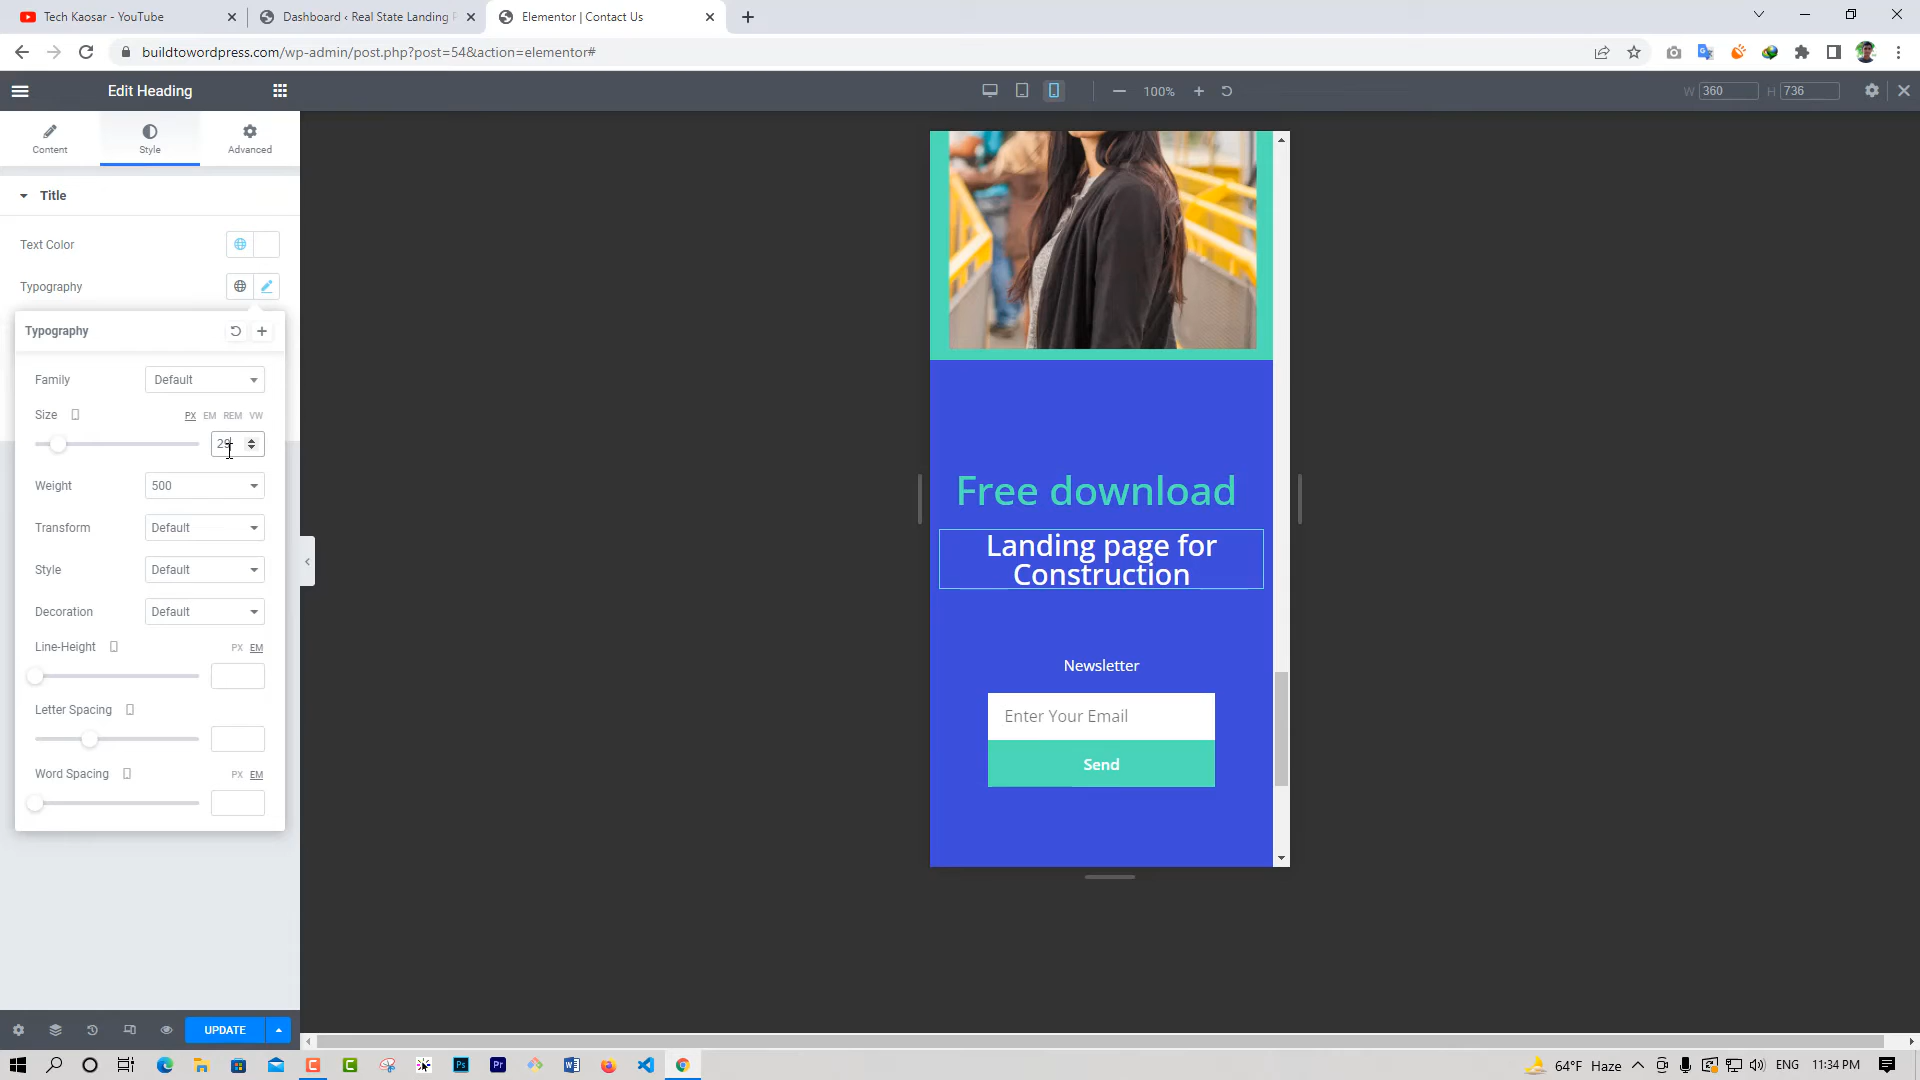 Tech Kaosar - YouTube
Dashboard ‹ Real State Landing
Elementor | Contact Us
buildtowordpress.com/wp-admin/post.php?post=54&action=elementor#
Edit Heading
100%
W 360 H 736
Content Style Advanced
Title
Text Color
Typography
Typography
Family Default
Size PX EM REM VW
29
Weight 500
Transform Default
Style Default
Decoration Default
Line-Height PX EM
Letter Spacing
Word Spacing PX EM
Free download
Landing page for
Construction
Newsletter
Enter Your Email
Send
UPDATE
64°F Haze ENG 11:34 PM